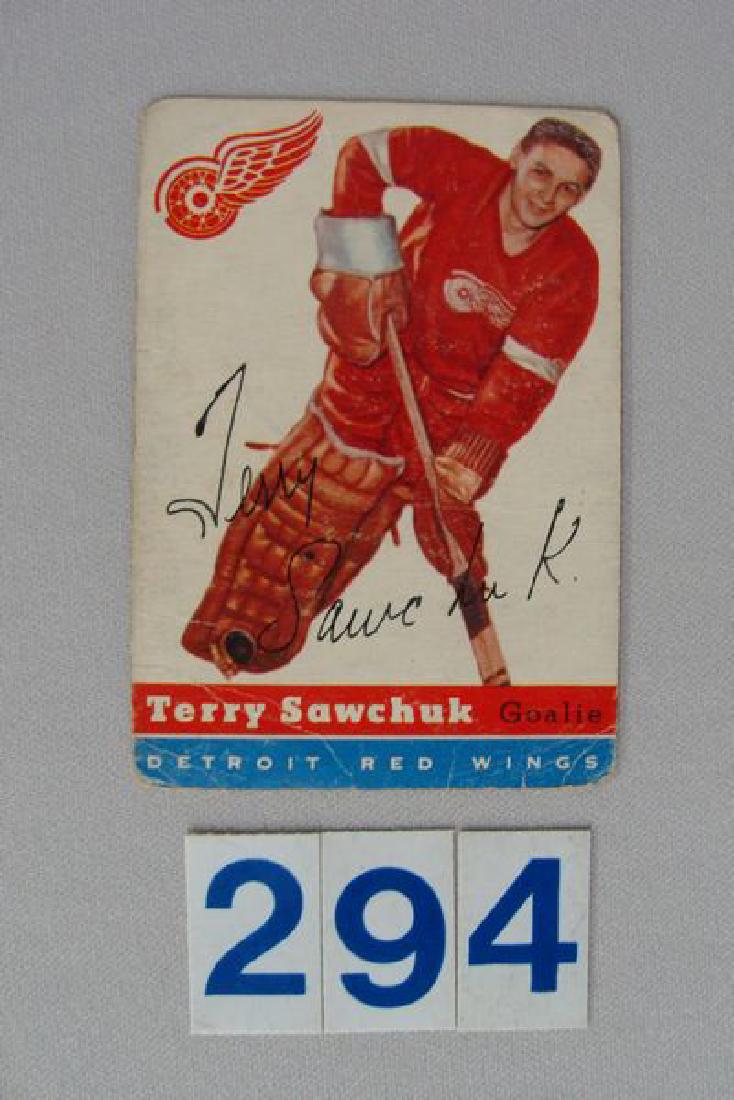 Terry
Sawchuk.
Terry Sawchuk Goalie
DETROIT RED WINGS
294